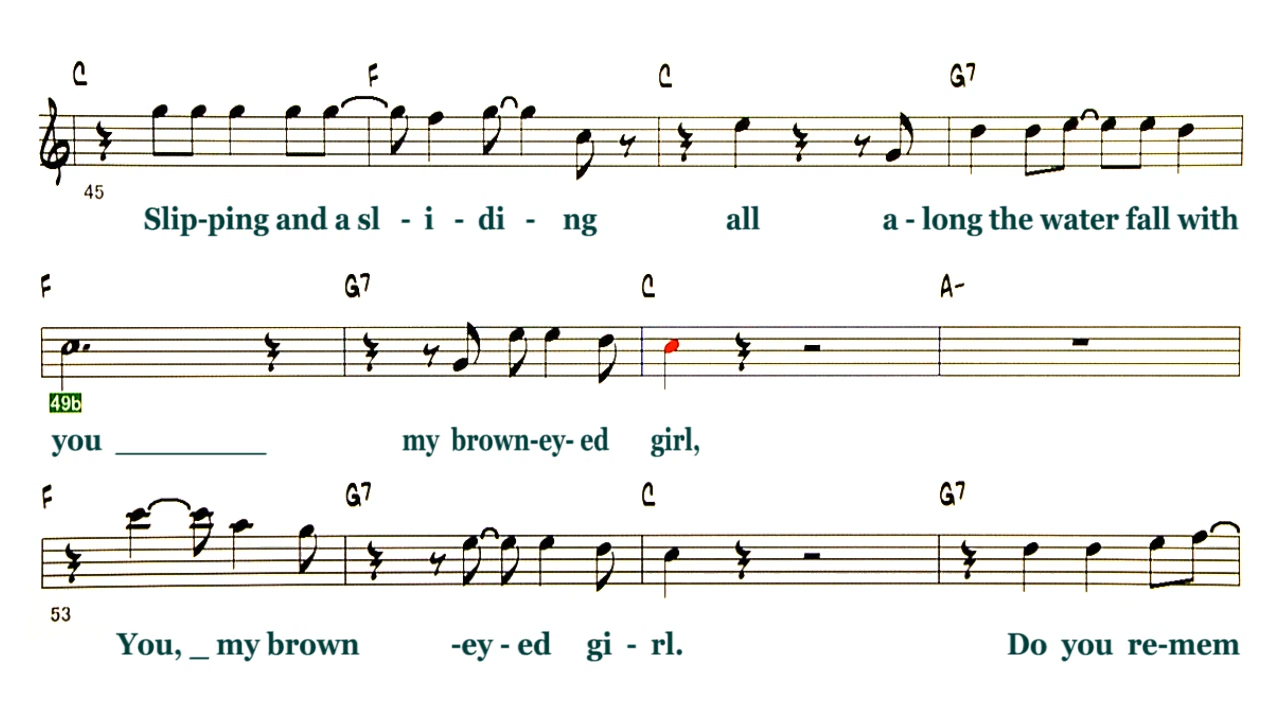 C F C G7
45
Slip-ping and a sl - i - di - ng all a - long the water fall with
F G7 C A-
49b
you _________ my brown-ey- ed girl,
F G7 C G7
53
You, _ my brown -ey - ed gi - rl. Do you re-mem